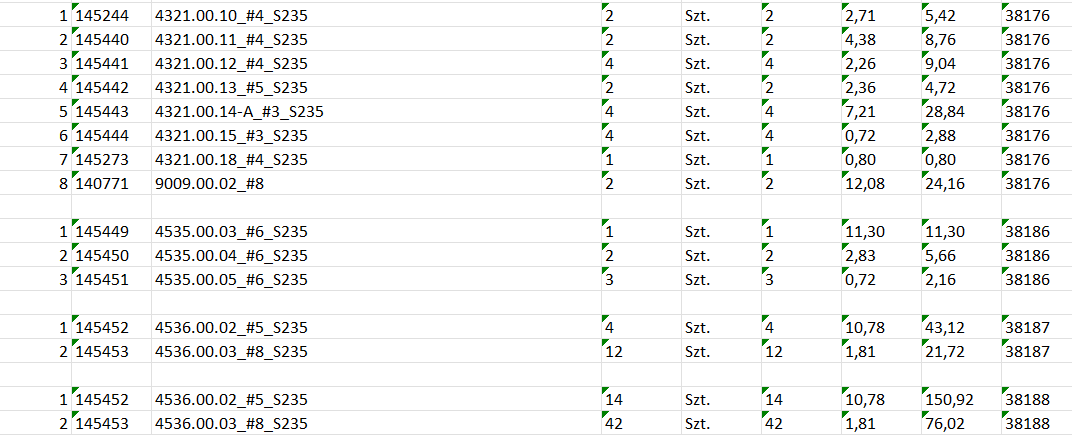 1 145244 4321.00.10_#4_S235 2 Szt. 2 2,71 5,42 38176
2 145440 4321.00.11_#4_S235 2 Szt. 2 4,38 8,76 38176
3 145441 4321.00.12_#4_S235 4 Szt. 4 2,26 9,04 38176
4 145442 4321.00.13_#5_S235 2 Szt. 2 2,36 4,72 38176
5 145443 4321.00.14-A_#3_S235 4 Szt. 4 7,21 28,84 38176
6 145444 4321.00.15_#3_S235 4 Szt. 4 0,72 2,88 38176
7 145273 4321.00.18_#4_S235 1 Szt. 1 0,80 0,80 38176
8 140771 9009.00.02_#8 2 Szt. 2 12,08 24,16 38176
1 145449 4535.00.03_#6_S235 1 Szt. 1 11,30 11,30 38186
2 145450 4535.00.04_#6_S235 2 Szt. 2 2,83 5,66 38186
3 145451 4535.00.05_#6_S235 3 Szt. 3 0,72 2,16 38186
1 145452 4536.00.02_#5_S235 4 Szt. 4 10,78 43,12 38187
2 145453 4536.00.03_#8_S235 12 Szt. 12 1,81 21,72 38187
1 145452 4536.00.02_#5_S235 14 Szt. 14 10,78 150,92 38188
2 145453 4536.00.03_#8_S235 42 Szt. 42 1,81 76,02 38188